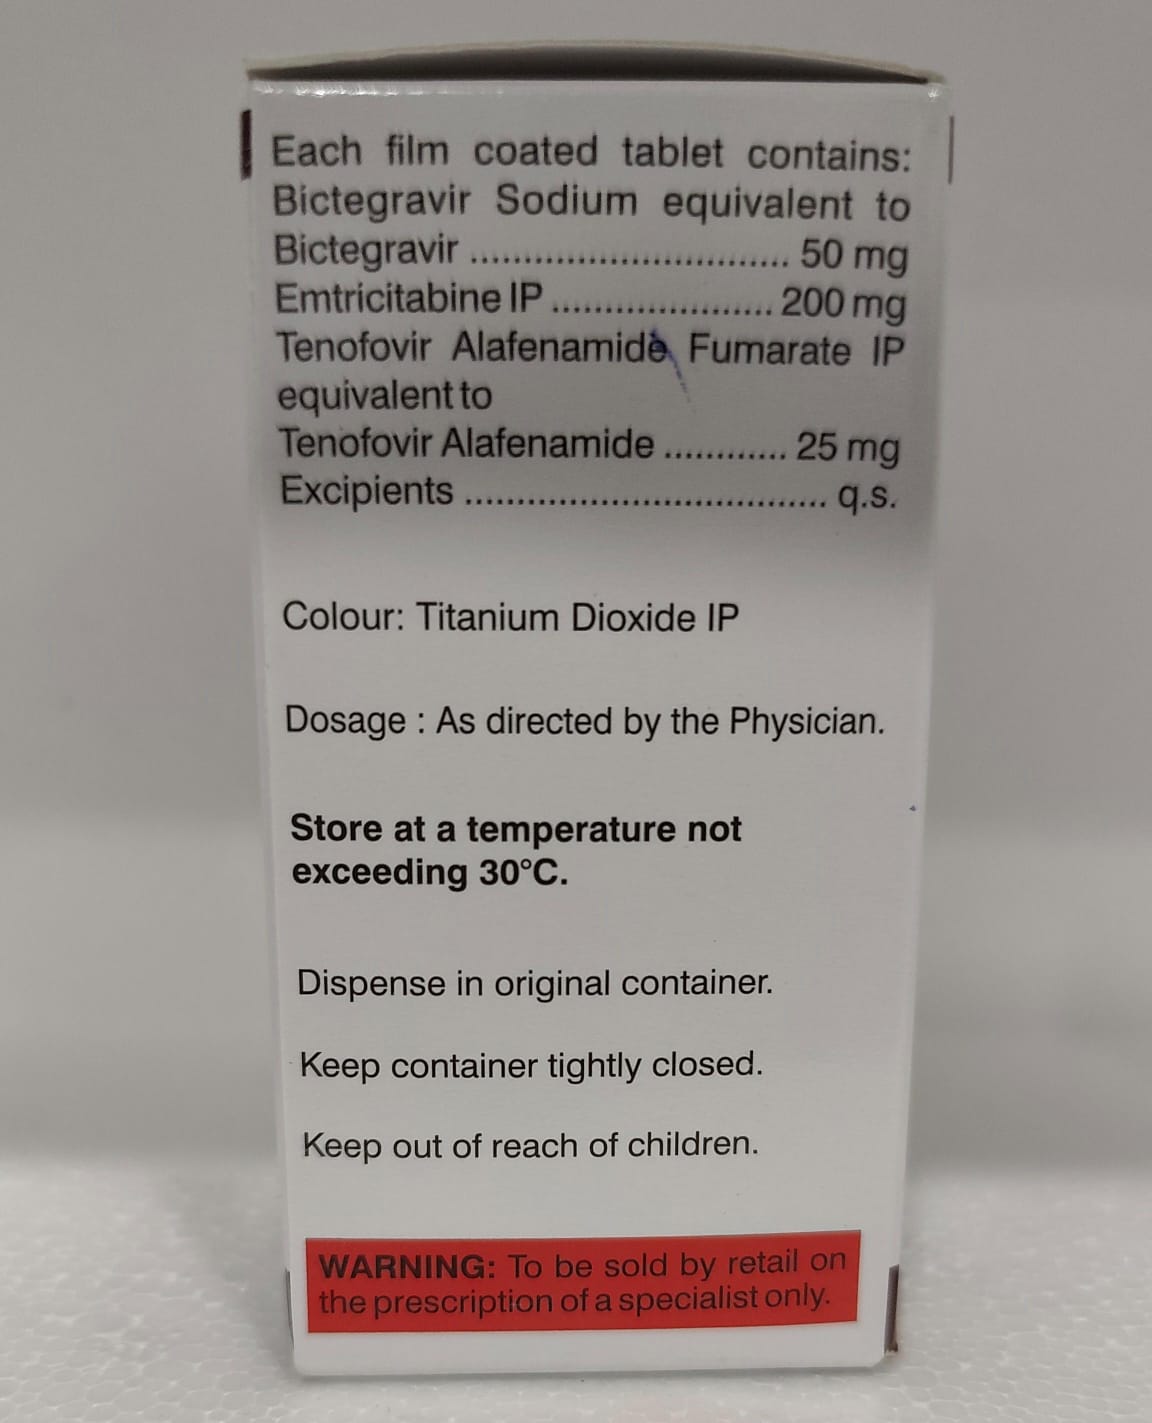 Each film coated tablet contains:
Bictegravir Sodium equivalent to
Bictegravir .............................. 50 mg
Emtricitabine IP ..................... 200 mg
Tenofovir Alafenamide Fumarate IP
equivalent to
Tenofovir Alafenamide ............ 25 mg
Excipients ................................... q.s.
Colour: Titanium Dioxide IP
Dosage : As directed by the Physician.
Store at a temperature not
exceeding 30°C.
Dispense in original container.
Keep container tightly closed.
Keep out of reach of children.
WARNING: To be sold by retail on
the prescription of a specialist only.